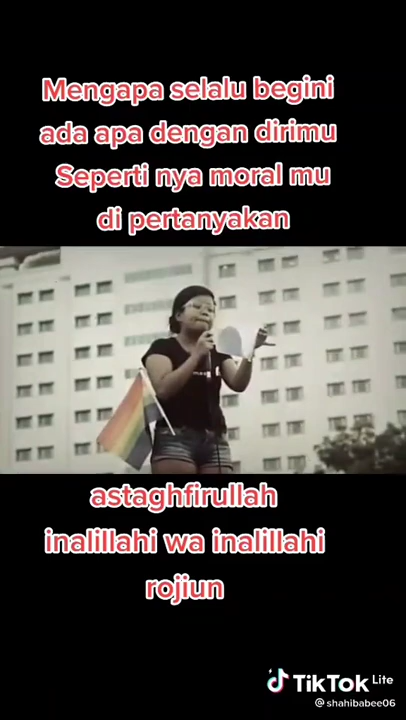 Mengapa selalu begini
ada apa dengan dirimu
Seperti nya moral mu
di pertanyakan
astaghfirullah
inalillahi wa inalillahi
rojiun
TikTok Lite
@shahibabee06